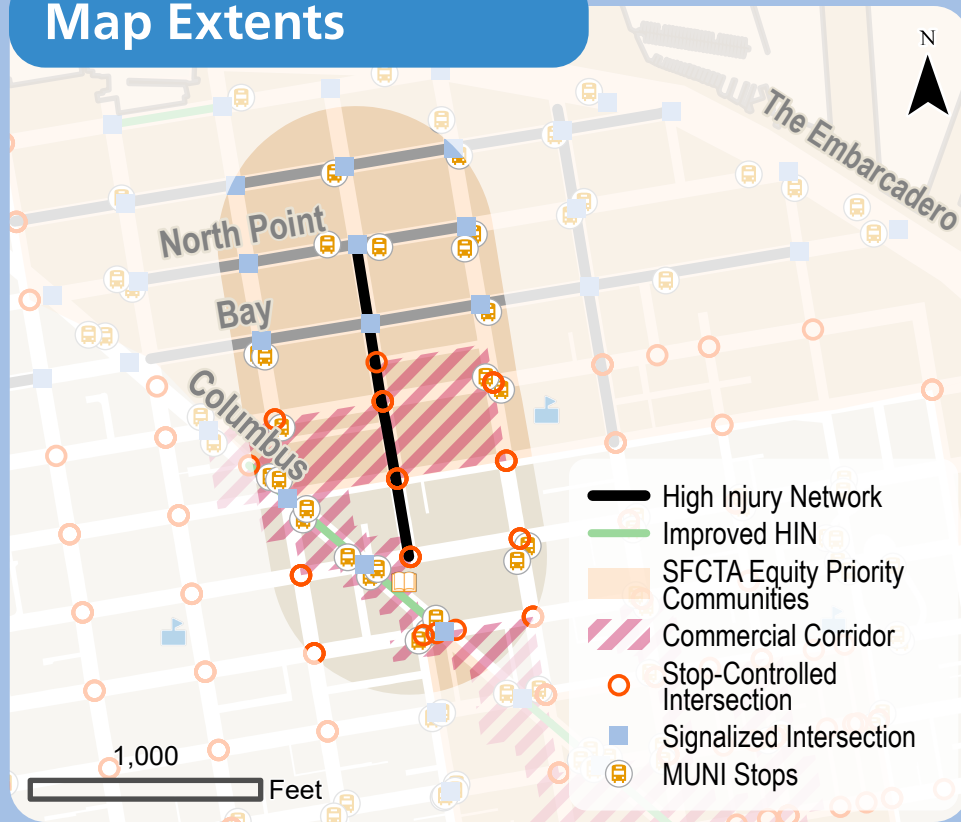 Map Extents
N
The Embarcadero
North Point
Bay
Columbus
High Injury Network
Improved HIN
SFCTA Equity Priority
Communities
Commercial Corridor
Stop-Controlled
Intersection
Signalized Intersection
MUNI Stops
1,000
Feet